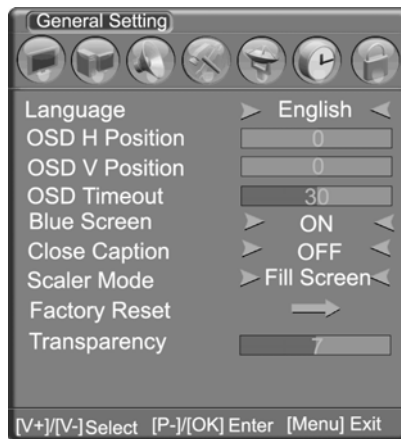 General Setting
Language English
OSD H Position 0
OSD V Position 0
OSD Timeout 30
Blue Screen ON
Close Caption OFF
Scaler Mode Fill Screen
Factory Reset
Transparency 7
[V+]/[V-] Select [P-]/[OK] Enter [Menu] Exit